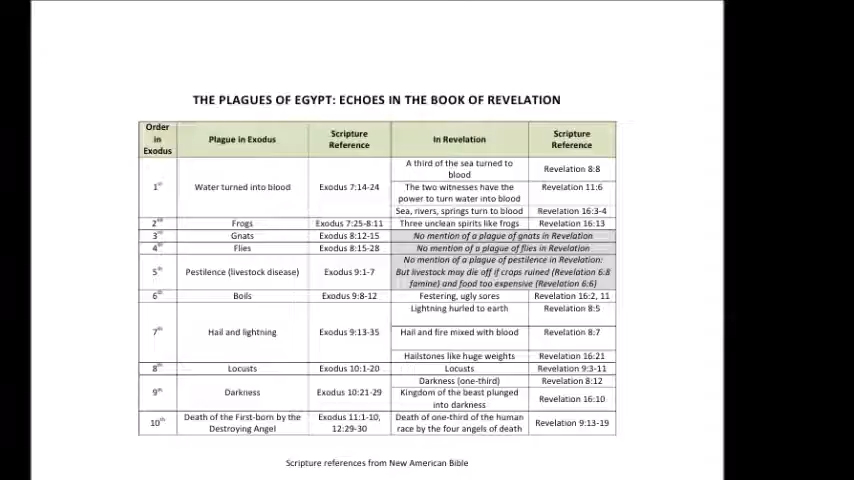 THE PLAGUES OF EGYPT: ECHOES IN THE BOOK OF REVELATION
Order in Exodus Plague in Exodus Scripture Reference In Revelation Scripture Reference
1st Water turned into blood Exodus 7:14-24
A third of the sea turned to blood Revelation 8:8
The two witnesses have the power to turn water into blood Revelation 11:6
Sea, rivers, springs turn to blood Revelation 16:3-4
2nd Frogs Exodus 7:25-8:11 Three unclean spirits like frogs Revelation 16:13
3rd Gnats Exodus 8:12-15 No mention of a plague of gnats in Revelation
4th Flies Exodus 8:15-28 No mention of a plague of flies in Revelation
5th Pestilence (livestock disease) Exodus 9:1-7 No mention of a plague of pestilence in Revelation:
But livestock may die off if crops ruined (Revelation 6:8
famine) and food too expensive (Revelation 6:6)
6th Boils Exodus 9:8-12 Festering, ugly sores Revelation 16:2, 11
7th Hail and lightning Exodus 9:13-35
Lightning hurled to earth Revelation 8:5
Hail and fire mixed with blood Revelation 8:7
Hailstones like huge weights Revelation 16:21
8th Locusts Exodus 10:1-20 Locusts Revelation 9:3-11
9th Darkness Exodus 10:21-29
Darkness (one-third) Revelation 8:12
Kingdom of the beast plunged into darkness Revelation 16:10
10th Death of the First-born by the Destroying Angel Exodus 11:1-10, 12:29-30 Death of one-third of the human race by the four angels of death Revelation 9:13-19
Scripture references from New American Bible